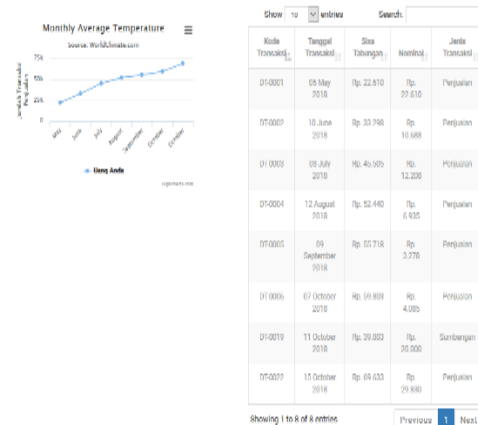 Monthly Average Temperature
Source: WorldClimate.com
Jumlah Transaksi
Penjualan
75k
50k
25k
0
May
June
July
August
September
October
October
Uang Anda
Highcharts.com
Show 10 entries
Search:
Kode Transaksi
Tanggal Transaksi
Sisa Tabungan
Nominal
Jenis Transaksi
DT-0001
05 May 2018
Rp. 22.610
Rp. 22.610
Penjualan
DT-0002
10 June 2018
Rp. 33.298
Rp. 10.688
Penjualan
DT-0003
08 July 2018
Rp. 45.505
Rp.
Penjualan
DT-0004
12 August 2018
Rp. 52.440
Rp. 6.935
Penjualan
DT-0005
09 September 2018
Rp. 55.718
Rp. 3.278
Penjualan
DT-0006
07 October 2018
Rp. 59.803
Rp. 4.085
Penjualan
DT-0019
11 October 2018
Rp. 39.803
Rp. 20.000
Sumbangan
DT-0022
15 October 2018
Rp. 69.633
Rp.
Penjualan
Showing 1 to 8 of 8 entries
Previous 1 Next